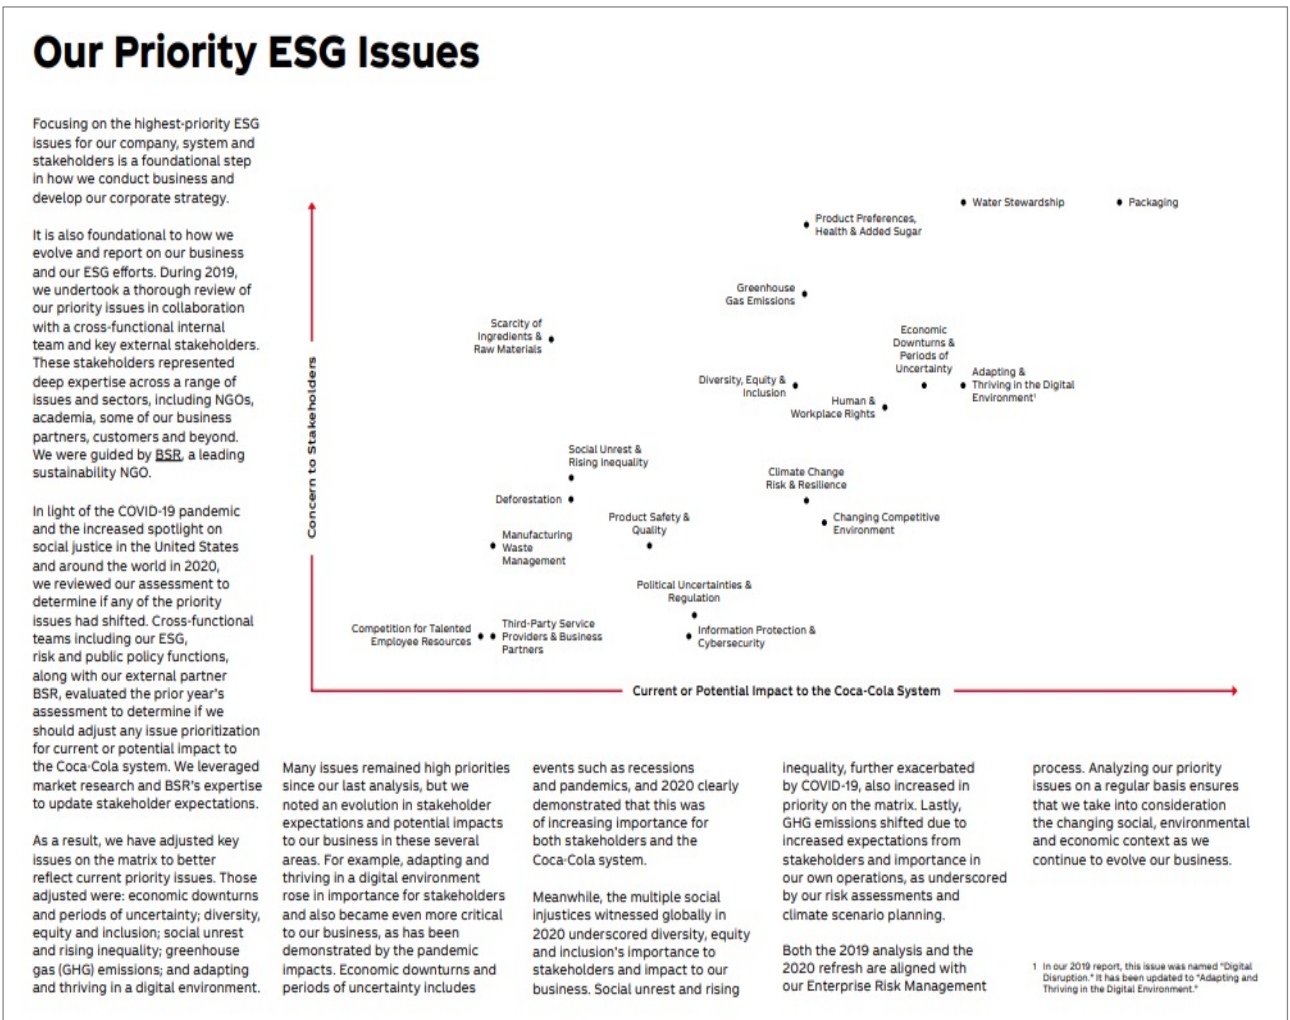 Our Priority ESG Issues
Focusing on the highest-priority ESG
issues for our company, system and
stakeholders is a foundational step
in how we conduct business and
develop our corporate strategy.
It is also foundational to how we
evolve and report on our business
and our ESG efforts. During 2019,
we undertook a thorough review of
our priority issues in collaboration
with a cross-functional internal
team and key external stakeholders.
These stakeholders represented
deep expertise across a range of
issues and sectors, including NGOs,
academia, some of our business
partners, customers and beyond.
We were guided by BSR, a leading
sustainability NGO.
In light of the COVID-19 pandemic
and the increased spotlight on
social justice in the United States
and around the world in 2020,
we reviewed our assessment to
determine if any of the priority
issues had shifted. Cross-functional
teams including our ESG,
risk and public policy functions,
along with our external partner
BSR, evaluated the prior year's
assessment to determine if we
should adjust any issue prioritization
for current or potential impact to
the Coca-Cola system. We leveraged
market research and BSR's expertise
to update stakeholder expectations.
As a result, we have adjusted key
issues on the matrix to better
reflect current priority issues. Those
adjusted were: economic downturns
and periods of uncertainty; diversity,
equity and inclusion; social unrest
and rising inequality; greenhouse
gas (GHG) emissions; and adapting
and thriving in a digital environment.
Concern to Stakeholders
Water Stewardship
Packaging
Product Preferences,
Health & Added Sugar
Greenhouse
Gas Emissions
Scarcity of
Ingredients &
Raw Materials
Economic
Downturns &
Periods of
Uncertainty
Adapting &
Thriving in the Digital
Environment¹
Diversity, Equity &
Inclusion
Human &
Workplace Rights
Social Unrest &
Rising Inequality
Deforestation
Climate Change
Risk & Resilience
Changing Competitive
Environment
Product Safety &
Quality
Manufacturing
Waste
Management
Political Uncertainties &
Regulation
Competition for Talented
Employee Resources
Third-Party Service
Providers & Business
Partners
Information Protection &
Cybersecurity
Current or Potential Impact to the Coca-Cola System
Many issues remained high priorities
since our last analysis, but we
noted an evolution in stakeholder
expectations and potential impacts
to our business in these several
areas. For example, adapting and
thriving in a digital environment
rose in importance for stakeholders
and also became even more critical
to our business, as has been
demonstrated by the pandemic
impacts. Economic downturns and
periods of uncertainty includes
events such as recessions
and pandemics, and 2020 clearly
demonstrated that this was
of increasing importance for
both stakeholders and the
Coca-Cola system.
Meanwhile, the multiple social
injustices witnessed globally in
2020 underscored diversity, equity
and inclusion's importance to
stakeholders and impact to our
business. Social unrest and rising
inequality, further exacerbated
by COVID-19, also increased in
priority on the matrix. Lastly,
GHG emissions shifted due to
increased expectations from
stakeholders and importance in
our own operations, as underscored
by our risk assessments and
climate scenario planning.
Both the 2019 analysis and the
2020 refresh are aligned with
our Enterprise Risk Management
process. Analyzing our priority
issues on a regular basis ensures
that we take into consideration
the changing social, environmental
and economic context as we
continue to evolve our business.
1 In our 2019 report, this issue was named "Digital
Disruption." It has been updated to "Adapting and
Thriving in the Digital Environment."